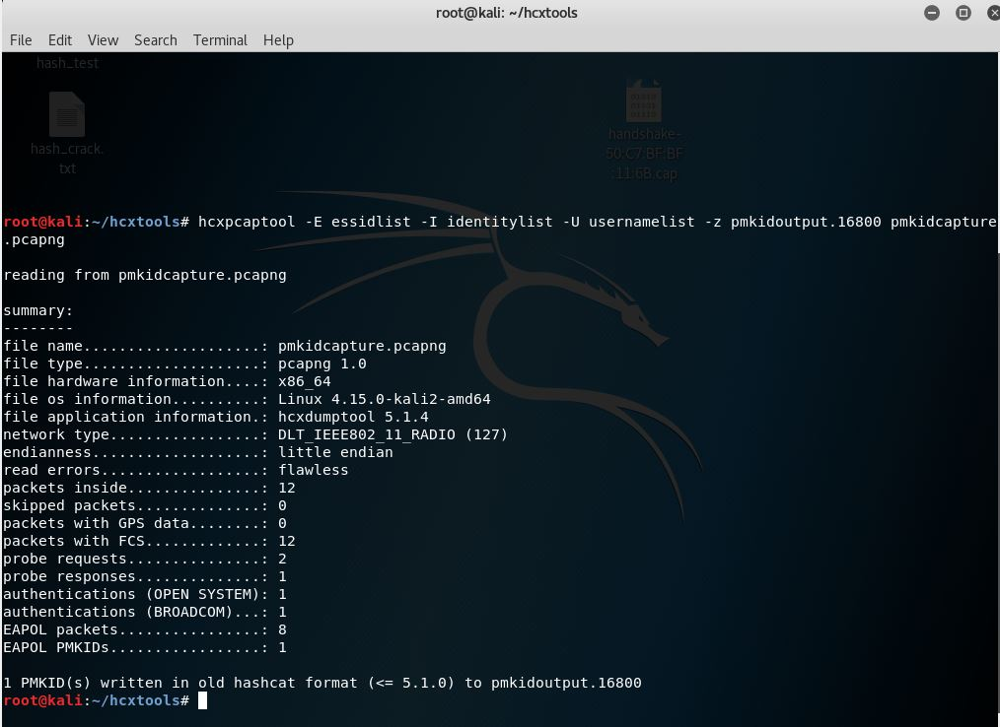 root@kali: ~/hcxtools
File Edit View Search Terminal Help
hash_test
hash_crack.
txt
handshake-
50:C7:BF:BF
:11:6B.cap
root@kali:~/hcxtools# hcxpcaptool -E essidlist -I identitylist -U usernamelist -z pmkidoutput.16800 pmkidcapture
.pcapng
reading from pmkidcapture.pcapng
summary:
--------
file name....................: pmkidcapture.pcapng
file type....................: pcapng 1.0
file hardware information....: x86_64
file os information..........: Linux 4.15.0-kali2-amd64
file application information.: hcxdumptool 5.1.4
network type.................: DLT_IEEE802_11_RADIO (127)
endianness...................: little endian
read errors..................: flawless
packets inside...............: 12
skipped packets..............: 0
packets with GPS data........: 0
packets with FCS.............: 12
probe requests...............: 2
probe responses..............: 1
authentications (OPEN SYSTEM): 1
authentications (BROADCOM)...: 1
EAPOL packets................: 8
EAPOL PMKIDs.................: 1
1 PMKID(s) written in old hashcat format (<= 5.1.0) to pmkidoutput.16800
root@kali:~/hcxtools#